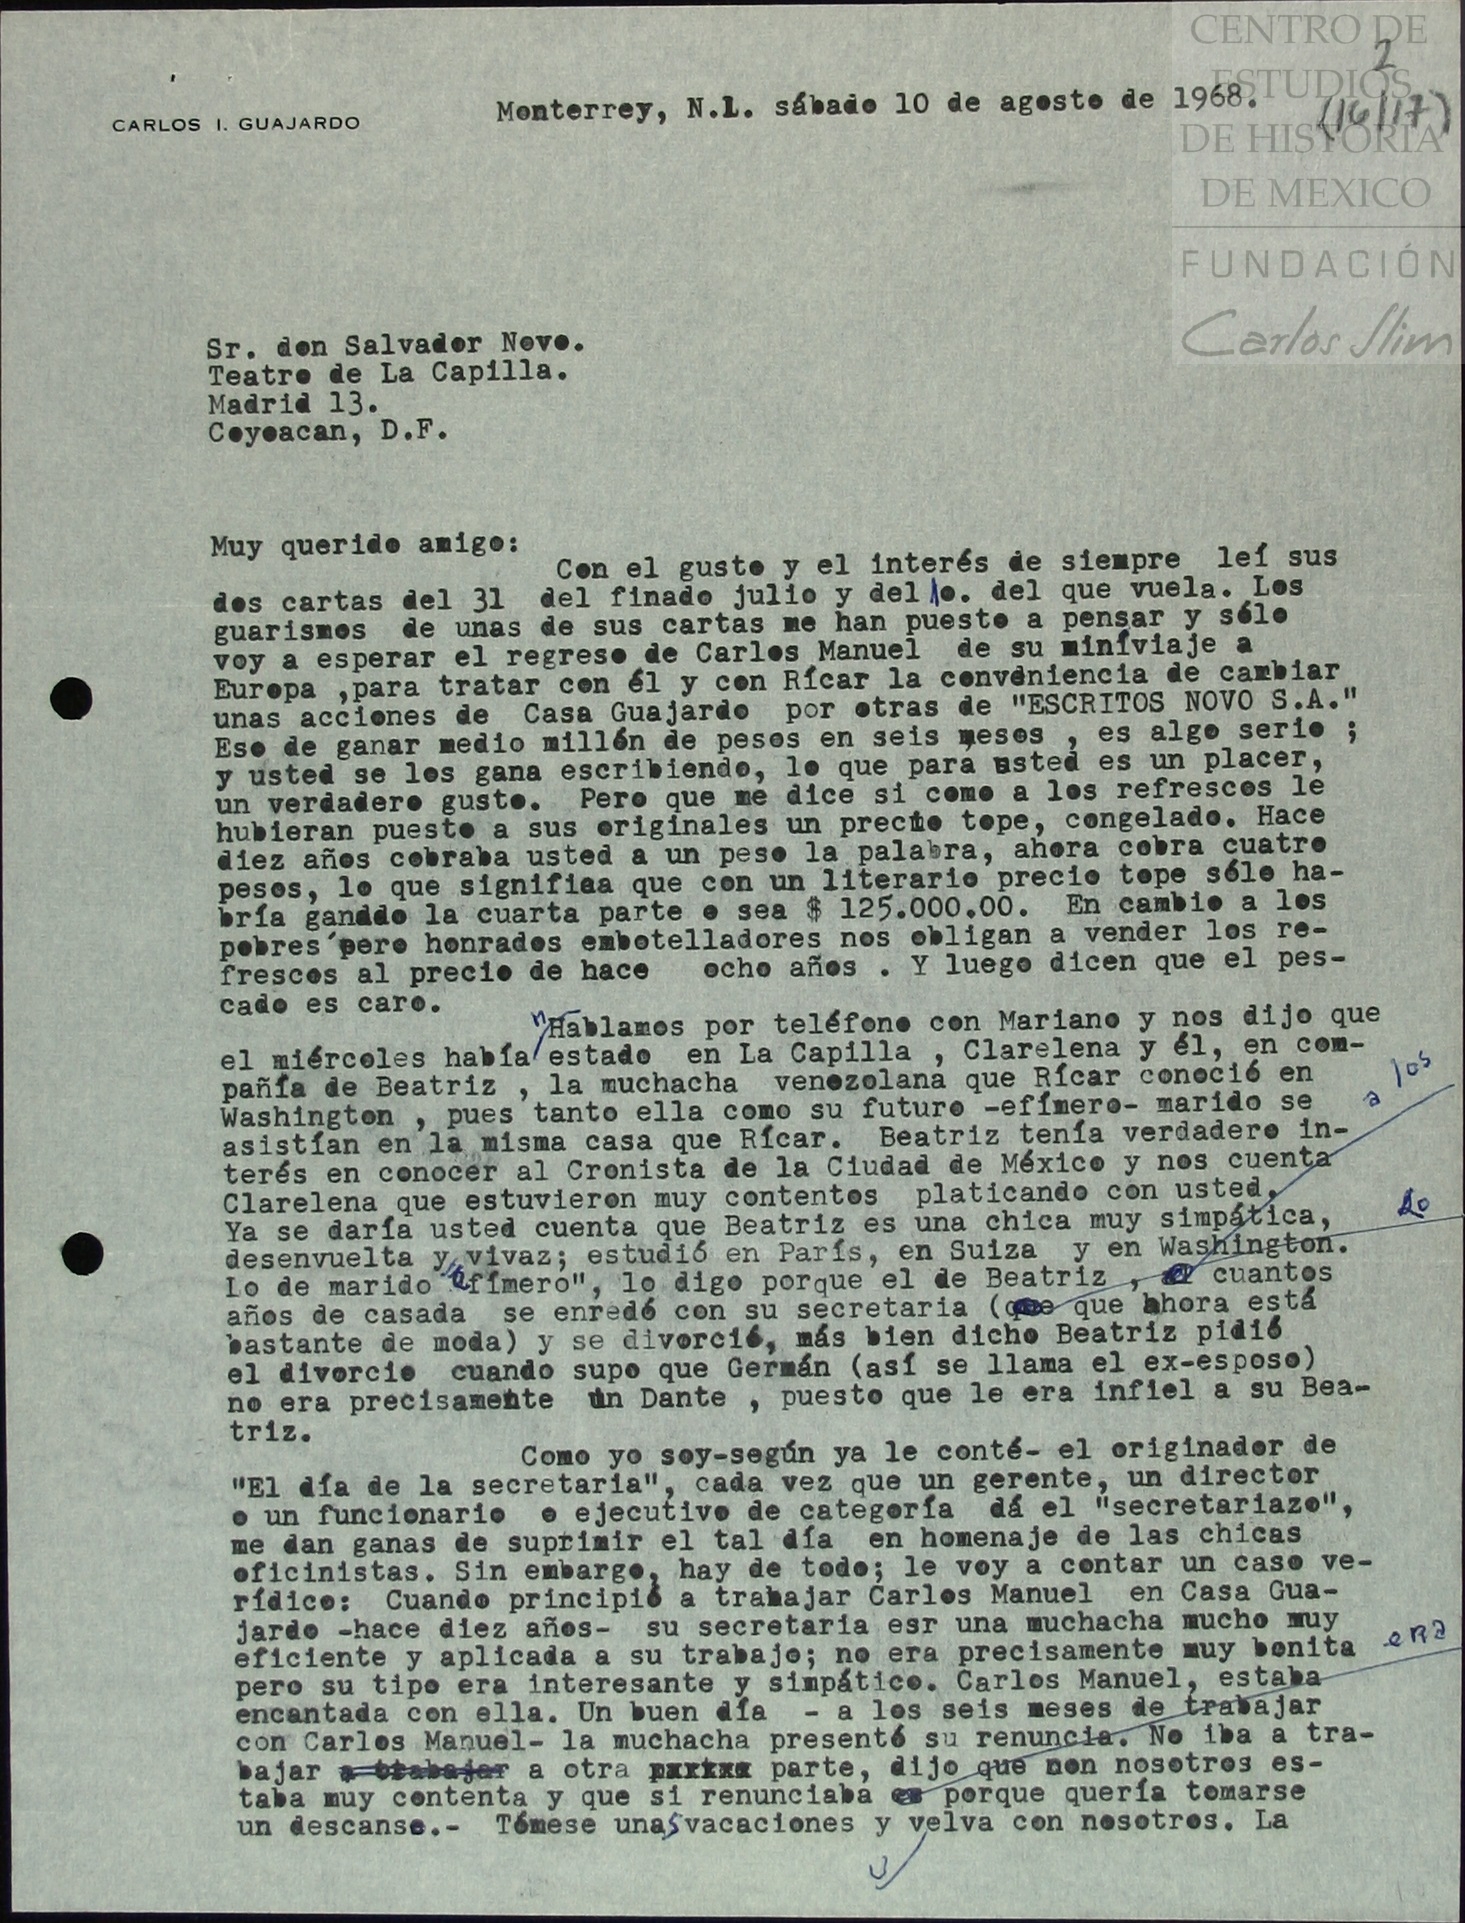 CENTRO DE
ESTUDIOS
DE HISTORIA
DE MEXICO
FUNDACIÓN
Carlos Slim
2
(16/17)
CARLOS I. GUAJARDO
Monterrey, N.L. sábado 10 de agosto de 1968.
Sr. don Salvador Novo.
Teatro de La Capilla.
Madrid 13.
Coyoacan, D.F.
Muy querido amigo:
Con el gusto y el interés de siempre leí sus
dos cartas del 31 del finado julio y del 1o. del que vuela. Los
guarismos de unas de sus cartas me han puesto a pensar y sólo
voy a esperar el regreso de Carlos Manuel de su miníviaje a
Europa ,para tratar con él y con Rícar la conveniencia de cambiar
unas acciones de Casa Guajardo por otras de "ESCRITOS NOVO S.A."
Eso de ganar medio millón de pesos en seis meses , es algo serio ;
y usted se los gana escribiendo, lo que para usted es un placer,
un verdadero gusto. Pero que me dice si como a los refrescos le
hubieran puesto a sus originales un precio tope, congelado. Hace
diez años cobraba usted a un peso la palabra, ahora cobra cuatro
pesos, lo que significa que con un literario precio tope sólo ha-
bría ganado la cuarta parte o sea $ 125.000.00. En cambio a los
pobres pero honrados embotelladores nos obligan a vender los re-
frescos al precio de hace ocho años . Y luego dicen que el pes-
cado es caro.
Hablamos por teléfono con Mariano y nos dijo que
el miércoles habían estado en La Capilla , Clarelena y él, en com-
pañía de Beatriz , la muchacha venezolana que Rícar conoció en
Washington , pues tanto ella como su futuro -efímero- marido se
asistían en la misma casa que Rícar. Beatriz tenía verdadero in-
terés en conocer al Cronista de la Ciudad de México y nos cuenta
Clarelena que estuvieron muy contentos platicando con usted.
Ya se daría usted cuenta que Beatriz es una chica muy simpática,
desenvuelta y vivaz; estudió en París, en Suiza y en Washington.
Lo de marido "efímero", lo digo porque el de Beatriz , a los cuantos
años de casada se enredó con su secretaria (lo que ahora está
bastante de moda) y se divorció, más bien dicho Beatriz pidió
el divorcio cuando supo que Germán (así se llama el ex-esposo)
no era precisamente un Dante , puesto que le era infiel a su Bea-
triz.
Como yo soy-según ya le conté- el originador de
"El día de la secretaria", cada vez que un gerente, un director
o un funcionario o ejecutivo de categoría dá el "secretariazo",
me dan ganas de suprimir el tal día en homenaje de las chicas
oficinistas. Sin embargo, hay de todo; le voy a contar un caso ve-
rídico: Cuando principió a trabajar Carlos Manuel en Casa Gua-
jardo -hace diez años- su secretaria esr una muchacha mucho muy
eficiente y aplicada a su trabajo; no era precisamente muy bonita
pero su tipo era interesante y simpático. Carlos Manuel, estaba
encantada con ella. Un buen día - a los seis meses de trabajar
con Carlos Manuel- la muchacha presentó su renuncia. No iba a tra-
bajar a trabajar a otra parte, dijo que non nosotros es-
taba muy contenta y que si renunciaba era porque quería tomarse
un descanso.- Tómese unas vacaciones y vuelva con nosotros. La